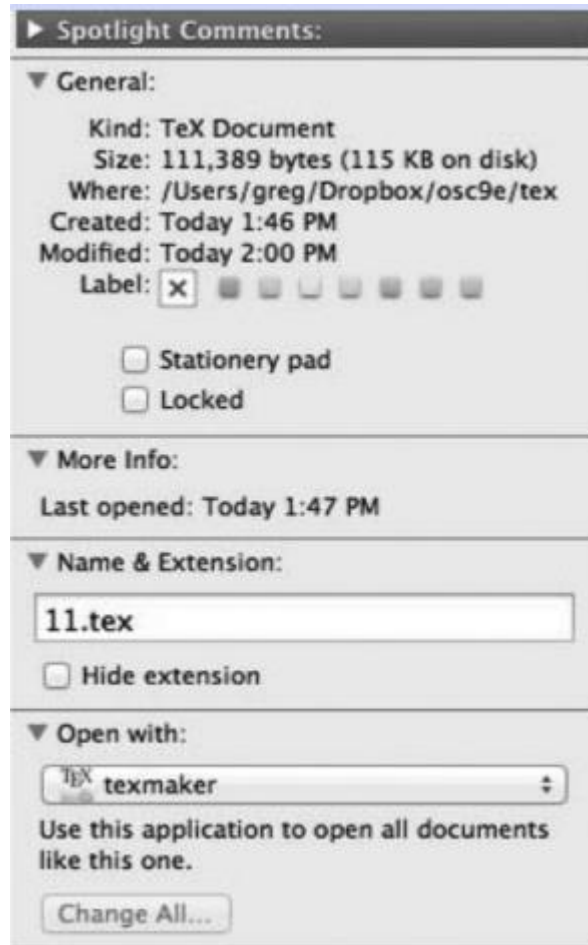 Spotlight Comments:
General:
Kind: TeX Document
Size: 111,389 bytes (115 KB on disk)
Where: /Users/greg/Dropbox/osc9e/tex
Created: Today 1:46 PM
Modified: Today 2:00 PM
Label:
Stationery pad
Locked
More Info:
Last opened: Today 1:47 PM
Name & Extension:
11.tex
Hide extension
Open with:
TEX texmaker
Use this application to open all documents
like this one.
Change All...